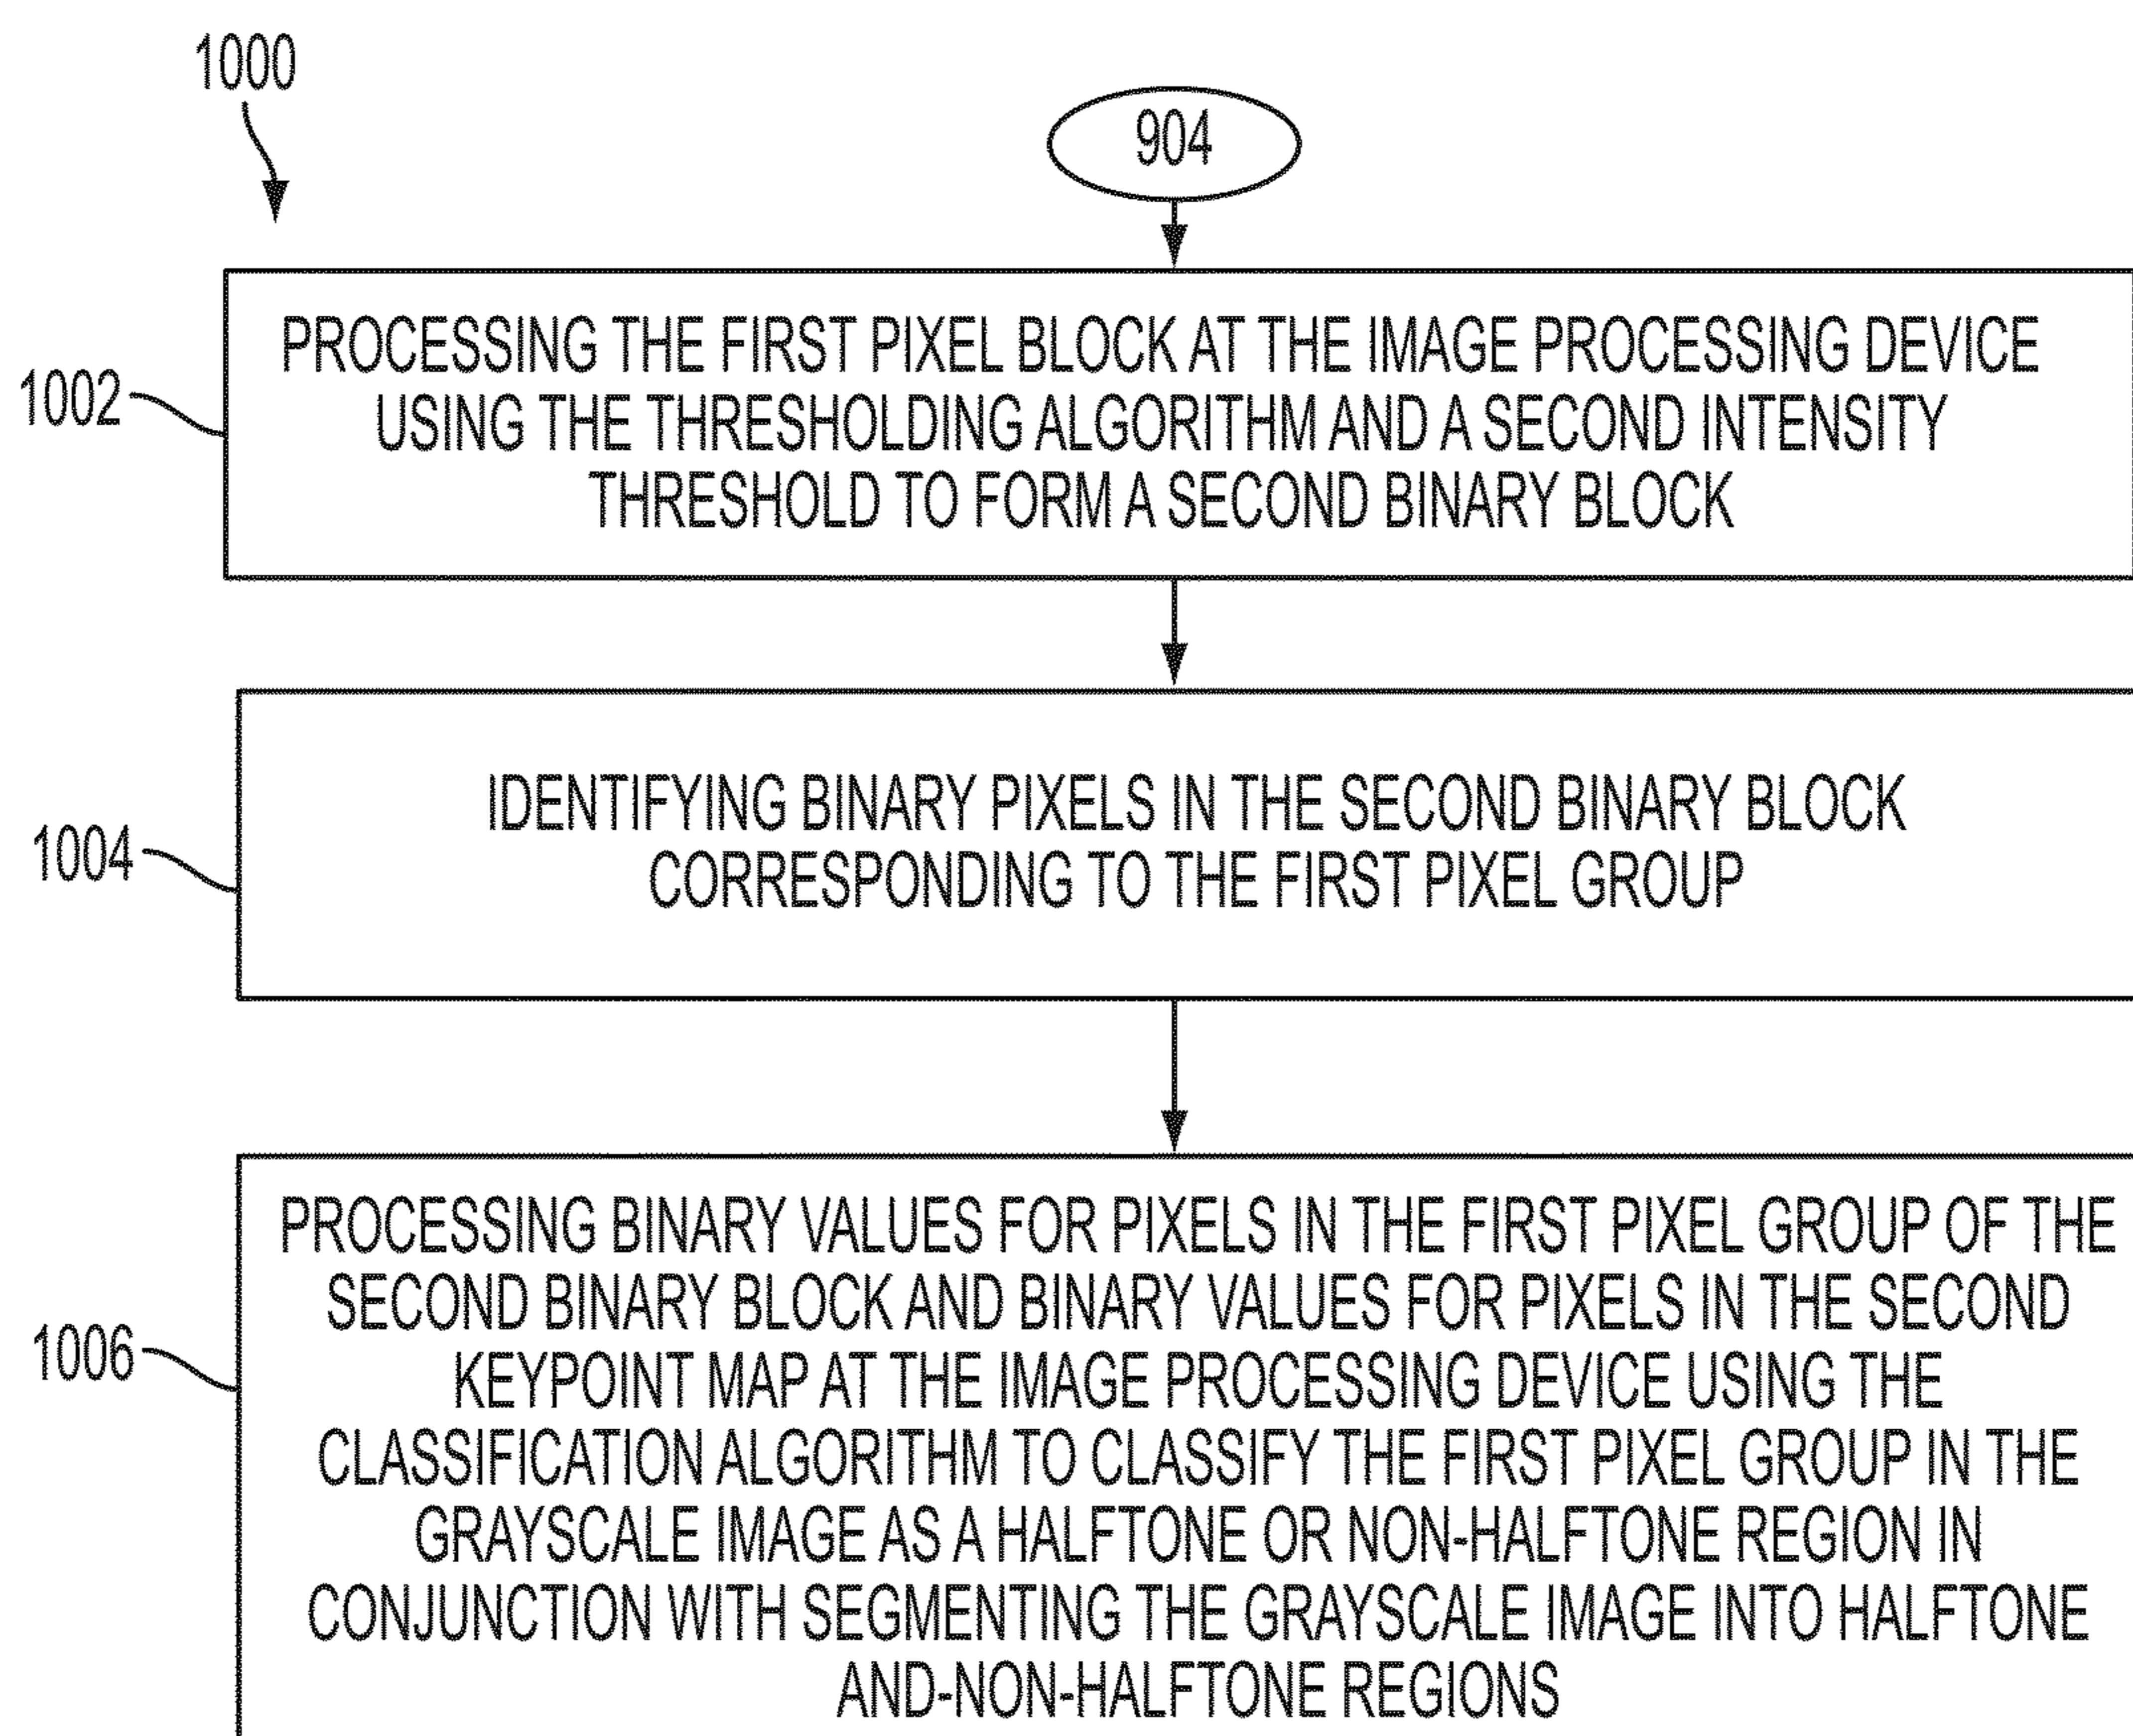 1000
904
1002
PROCESSING THE FIRST PIXEL BLOCK AT THE IMAGE PROCESSING DEVICE
USING THE THRESHOLDING ALGORITHM AND A SECOND INTENSITY
THRESHOLD TO FORM A SECOND BINARY BLOCK
1004
IDENTIFYING BINARY PIXELS IN THE SECOND BINARY BLOCK
CORRESPONDING TO THE FIRST PIXEL GROUP
1006
PROCESSING BINARY VALUES FOR PIXELS IN THE FIRST PIXEL GROUP OF THE
SECOND BINARY BLOCK AND BINARY VALUES FOR PIXELS IN THE SECOND
KEYPOINT MAP AT THE IMAGE PROCESSING DEVICE USING THE
CLASSIFICATION ALGORITHM TO CLASSIFY THE FIRST PIXEL GROUP IN THE
GRAYSCALE IMAGE AS A HALFTONE OR NON-HALFTONE REGION IN
CONJUNCTION WITH SEGMENTING THE GRAYSCALE IMAGE INTO HALFTONE
AND-NON-HALFTONE REGIONS